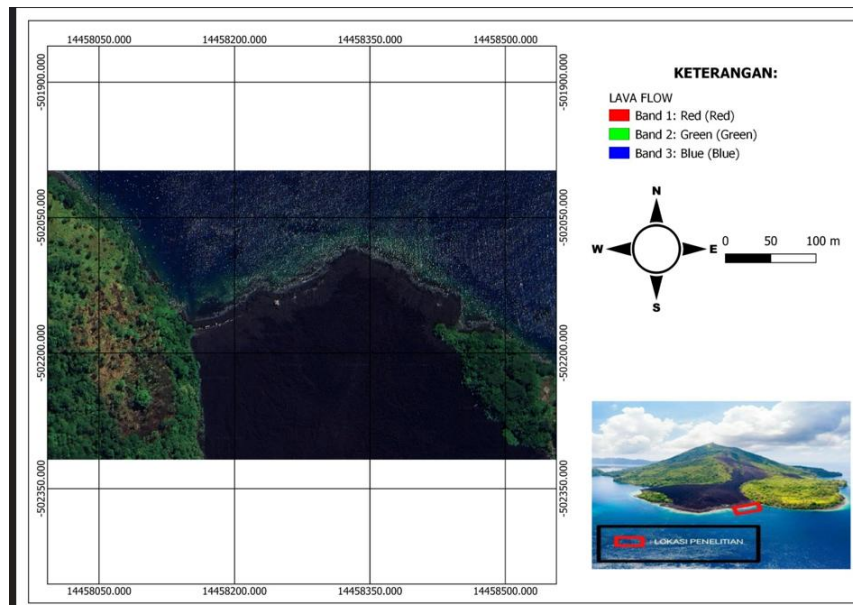 14458050.000 14458200.000 14458350.000 14458500.000
-501900.000 -501900.000
-502050.000 -502050.000
-502200.000 -502200.000
-502350.000 -502350.000
14458050.000 14458200.000 14458350.000 14458500.000
KETERANGAN:
LAVA FLOW
Band 1: Red (Red)
Band 2: Green (Green)
Band 3: Blue (Blue)
N
W E
S
0 50 100 m
LOKASI PENELITIAN